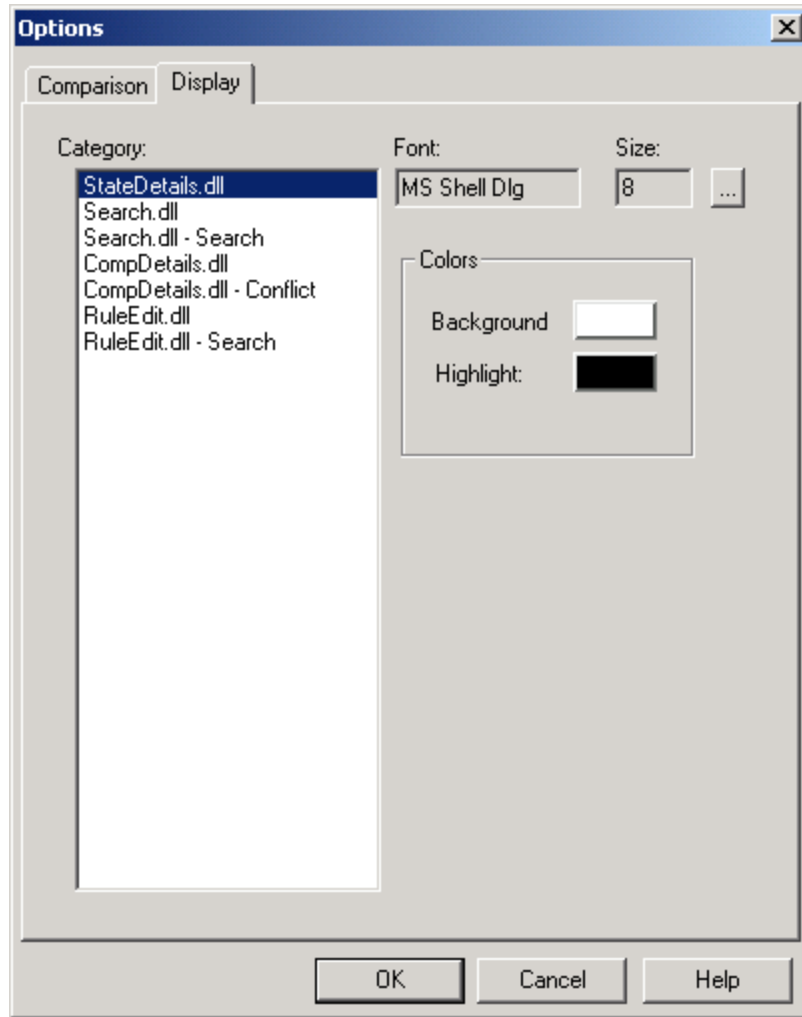 Options
Comparison
Display
Category:
StateDetails.dll
Search.dll
Search.dll - Search
CompDetails.dll
CompDetails.dll - Conflict
RuleEdit.dll
RuleEdit.dll - Search
Font:
Size:
MS Shell Dlg
8
...
Colors
Background
Highlight:
OK
Cancel
Help